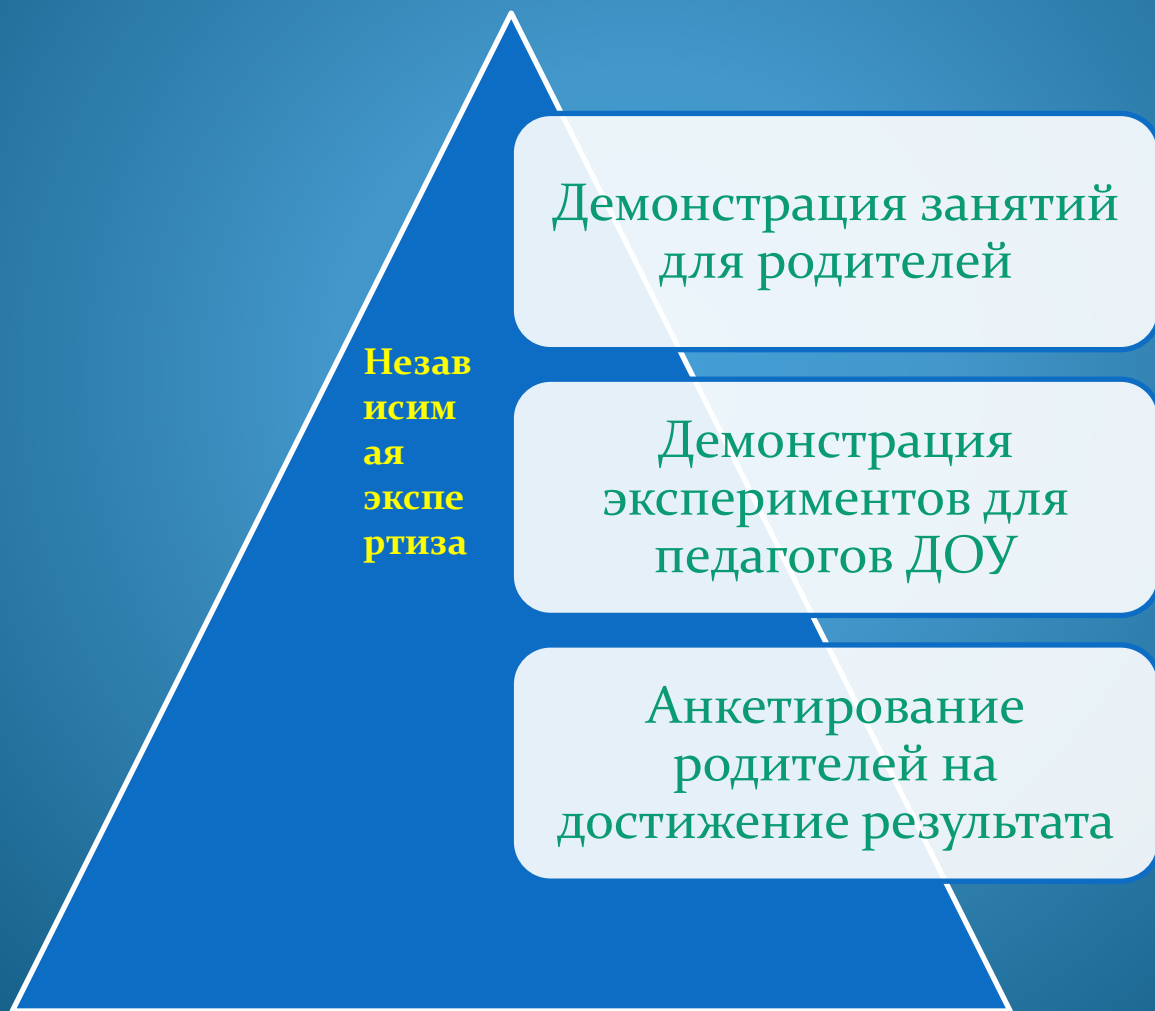 Демонстрация занятий
для родителей
Незав
исим
ая
экспе
ртиза
Демонстрация
экспериментов для
педагогов ДОУ
Анкетирование
родителей на
достижение результата